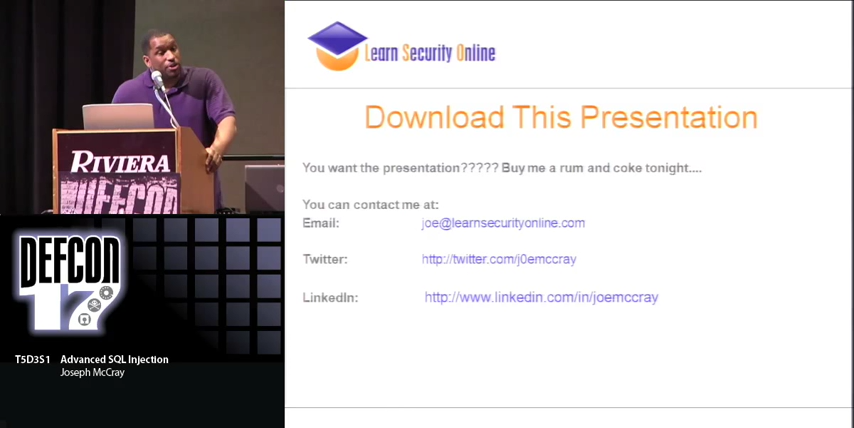 RIVIERA
DEFCON
DEFCON
17
T5D3S1 Advanced SQL Injection
Joseph McCray
Learn Security Online
Download This Presentation
You want the presentation????? Buy me a rum and coke tonight....
You can contact me at:
Email: joe@learnsecurityonline.com
Twitter: http://twitter.com/j0emccray
LinkedIn: http://www.linkedin.com/in/joemccray